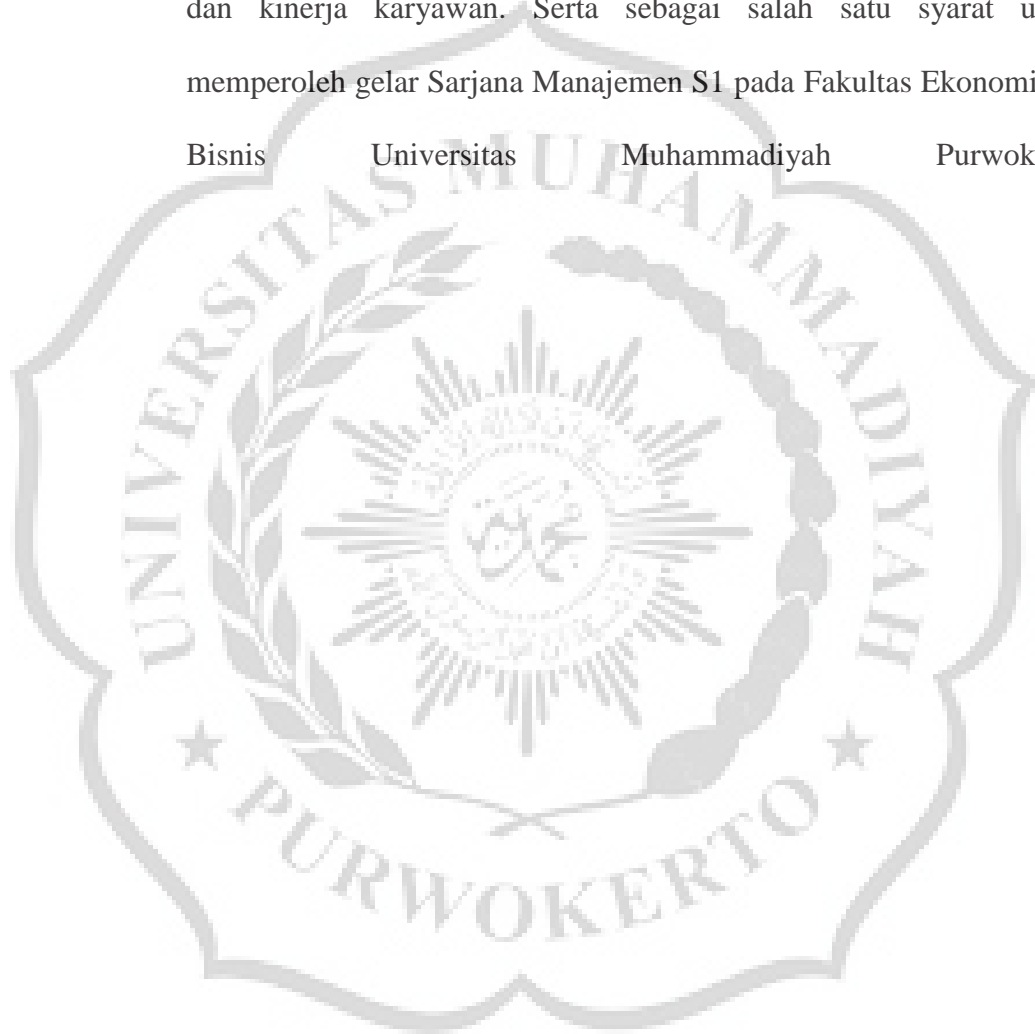 dan kinerja karyawan. Serta sebagai salah satu syarat u
memperoleh gelar Sarjana Manajemen S1 pada Fakultas Ekonomi
Bisnis Universitas Muhammadiyah Purwok
UNIVERSITAS MUHAMMADIYAH
PURWOKERTO